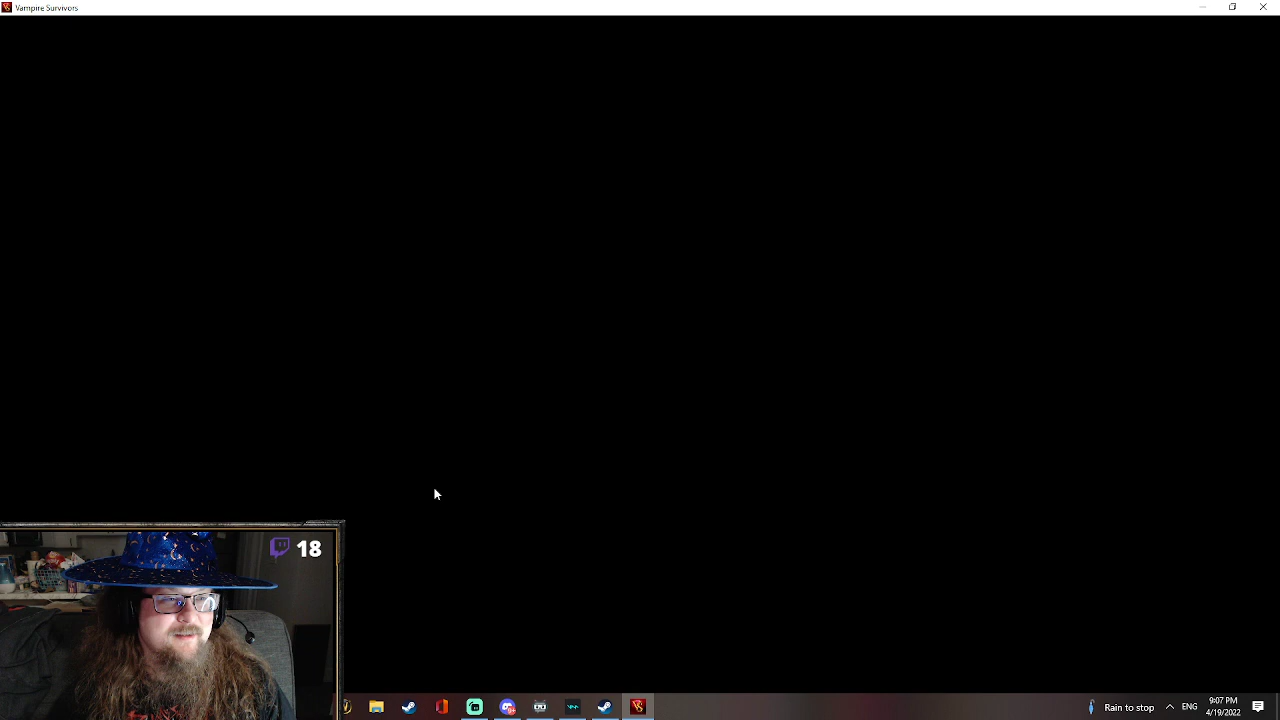 Vampire Survivors
18
Rain to stop
ENG
9:07 PM
4/19/2022